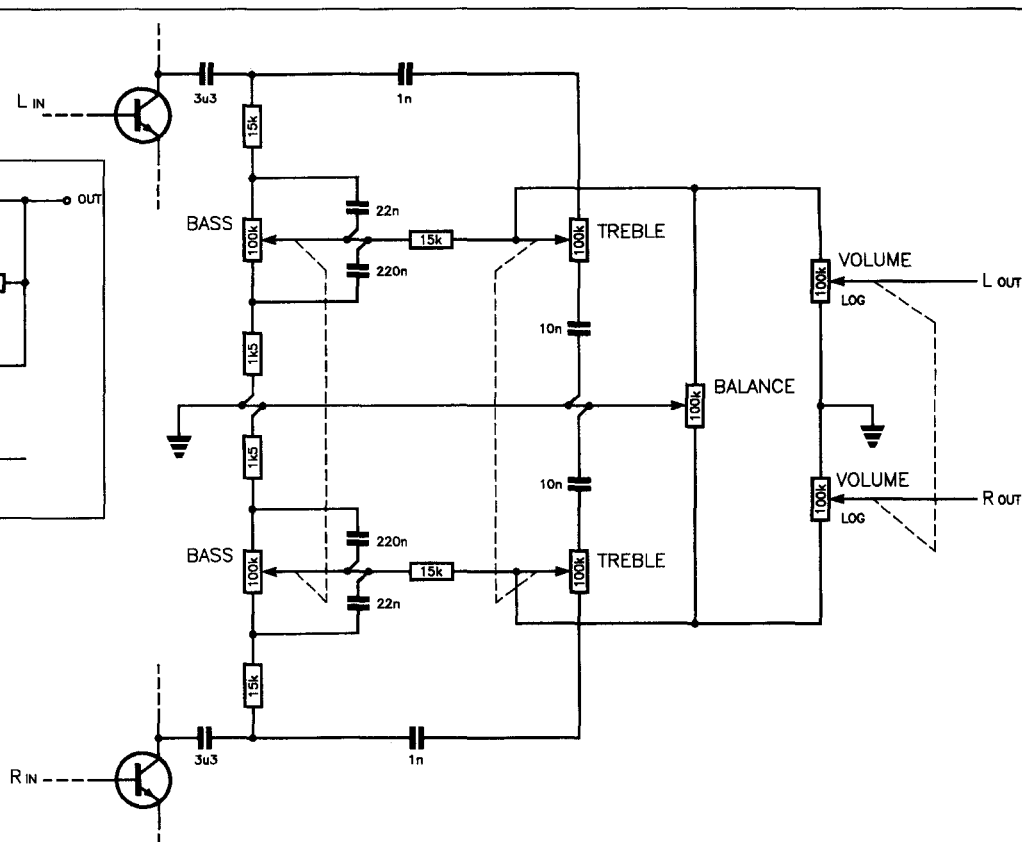 3u3
1n
L IN
15k
OUT
22n
BASS
100k
15k
100k
TREBLE
220n
VOLUME
100k
LOG
L OUT
10n
1k5
BALANCE
100k
1k5
10n
VOLUME
100k
LOG
R OUT
220n
BASS
100k
15k
100k
TREBLE
22n
15k
3u3
1n
R IN